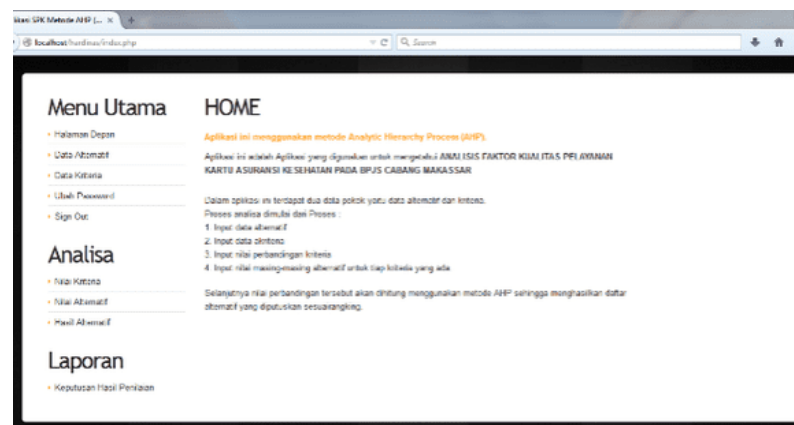 likasi SPK Metode AHP (...
localhost/hardinas/index.php
Search
Menu Utama
Halaman Depan
Data Alternatif
Data Kriteria
Ubah Password
Sign Out
Analisa
Nilai Kriteria
Nilai Alternatif
Hasil Alternatif
Laporan
Keputusan Hasil Penilaian
HOME
Aplikasi ini menggunakan metode Analytic Hierarchy Process (AHP).
Aplikasi ini adalah Aplikasi yang digunakan untuk mengetahui ANALISIS FAKTOR KUALITAS PELAYANAN
KARTU ASURANSI KESEHATAN PADA BPJS CABANG MAKASSAR
Dalam aplikasi ini terdapat dua data pokok yaitu data alternatif dan kriteria.
Proses analisa dimulai dari Proses :
1. Input data alternatif
2. Input data akriteria
3. Input nilai perbandingan kriteria
4. Input nilai masing-masing alternatif untuk tiap kriteria yang ada
Selanjutnya nilai perbandingan tersebut akan dihitung menggunakan metode AHP sehingga menghasilkan daftar
alternatif yang diputuskan sesuairangking.